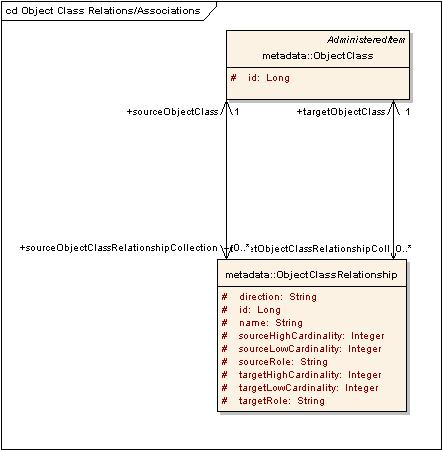 cd Object Class Relations/Associations
AdministeredItem
metadata::ObjectClass
# id: Long
+sourceObjectClass 1
+targetObjectClass 1
+sourceObjectClassRelationshipCollection 0..*
etObjectClassRelationshipColl 0..*
metadata::ObjectClassRelationship
# direction: String
# id: Long
# name: String
# sourceHighCardinality: Integer
# sourceLowCardinality: Integer
# sourceRole: String
# targetHighCardinality: Integer
# targetLowCardinality: Integer
# targetRole: String